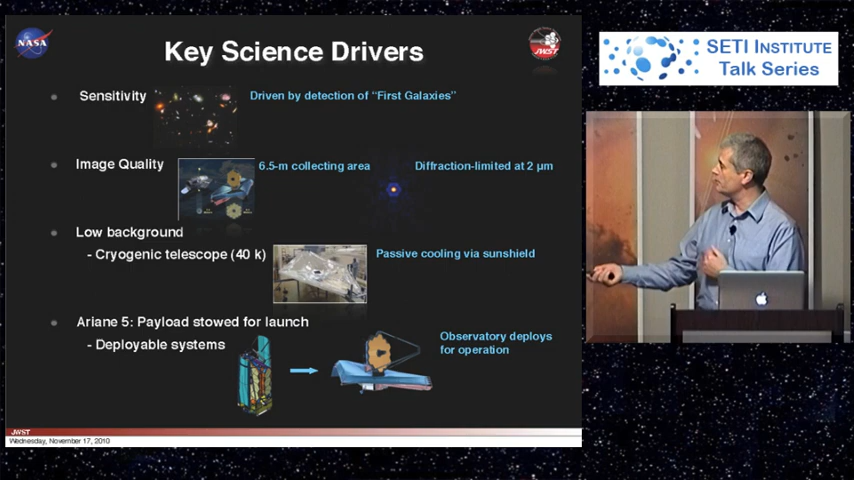 NASA
Key Science Drivers
JWST
SETI INSTITUTE
Talk Series
Sensitivity
Driven by detection of "First Galaxies"
Image Quality
6.5-m collecting area
Diffraction-limited at 2 µm
Low background
- Cryogenic telescope (40 k)
Passive cooling via sunshield
Ariane 5: Payload stowed for launch
- Deployable systems
Observatory deploys
for operation
JWST
Wednesday, November 17, 2010